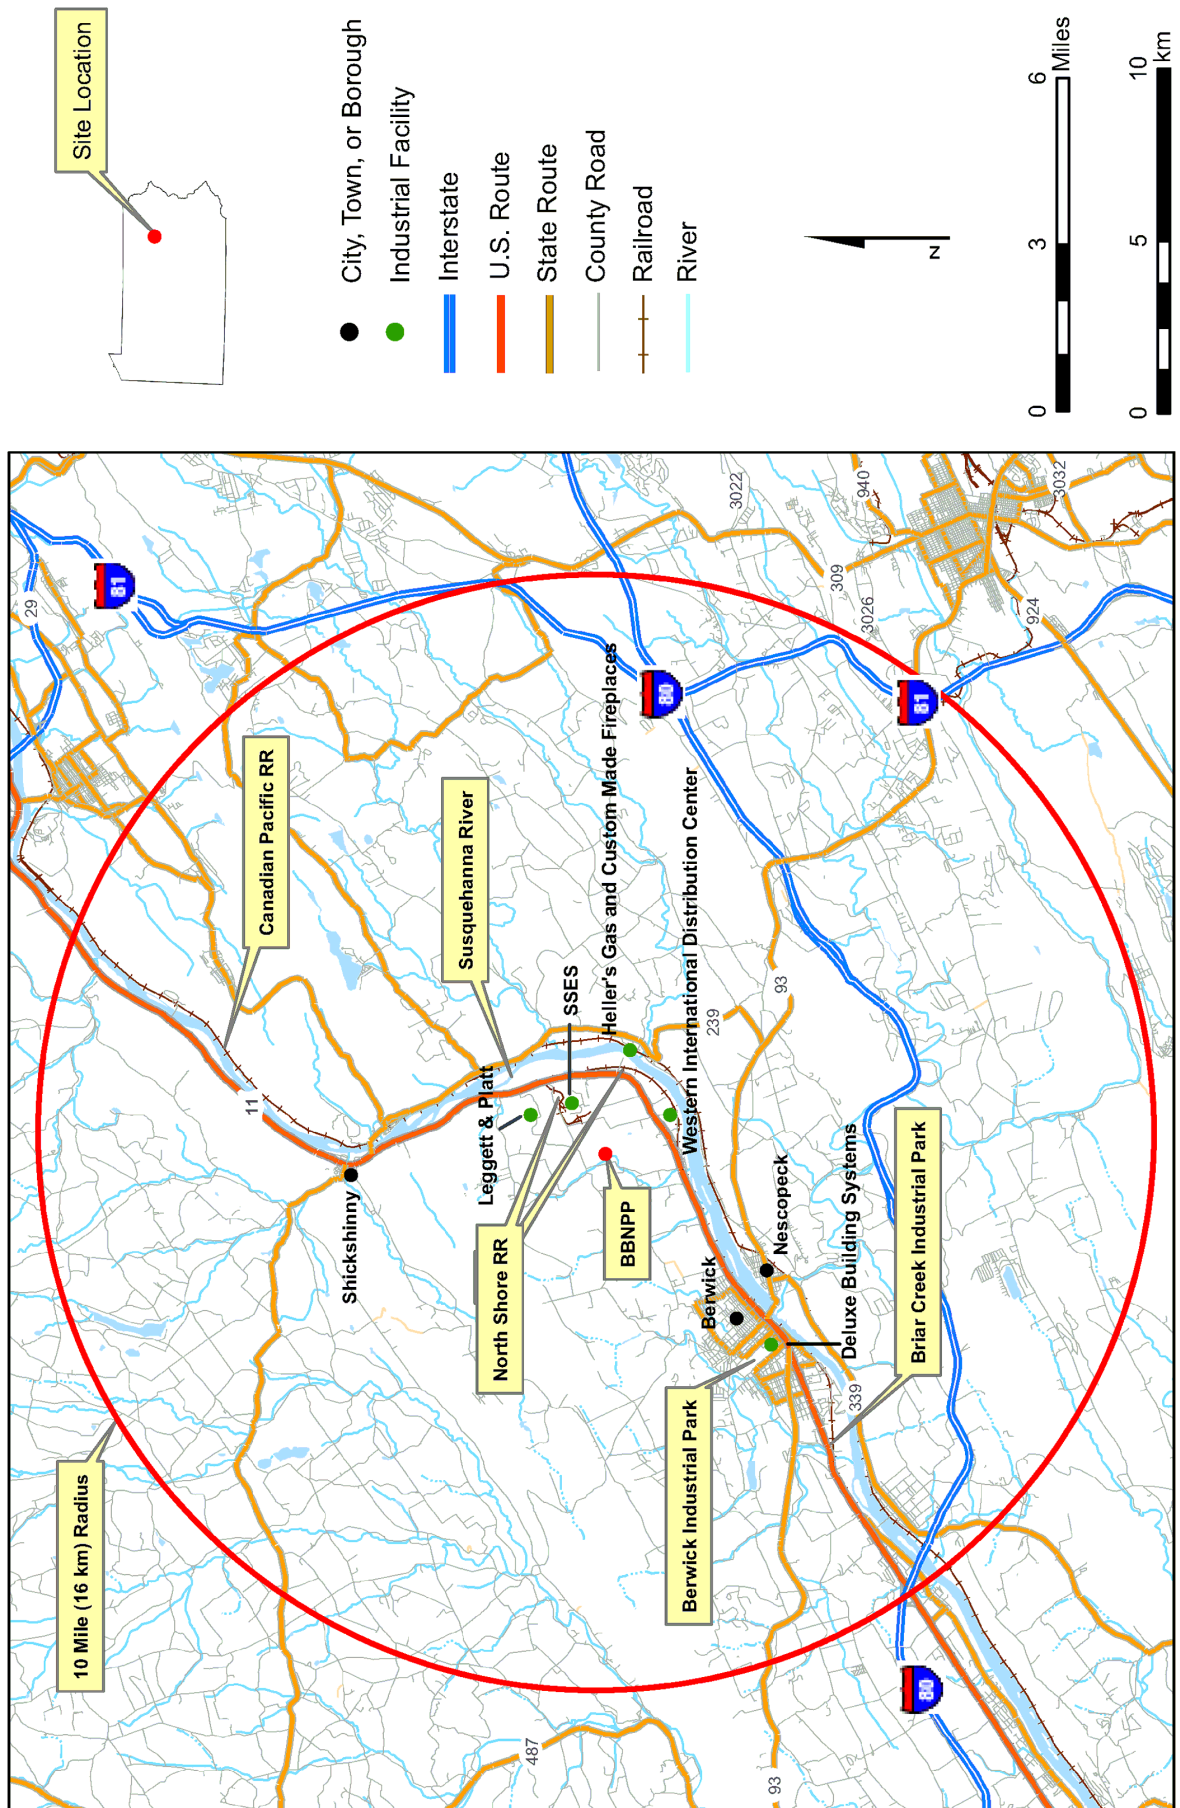 Site Location
City, Town, or Borough
Industrial Facility
Interstate
U.S. Route
State Route
County Road
Railroad
River
N
0
3
6
Miles
0
5
10
km
10 Mile (16 km) Radius
Canadian Pacific RR
Susquehanna River
North Shore RR
BBNPP
Berwick Industrial Park
Briar Creek Industrial Park
Shickshinny
Leggett & Platt
SSES
Heller's Gas and Custom Made Fireplaces
Western International Distribution Center
Berwick
Nescopeck
Deluxe Building Systems
29
81
11
80
81
80
3022
940
3032
309
3026
924
93
239
339
487
93